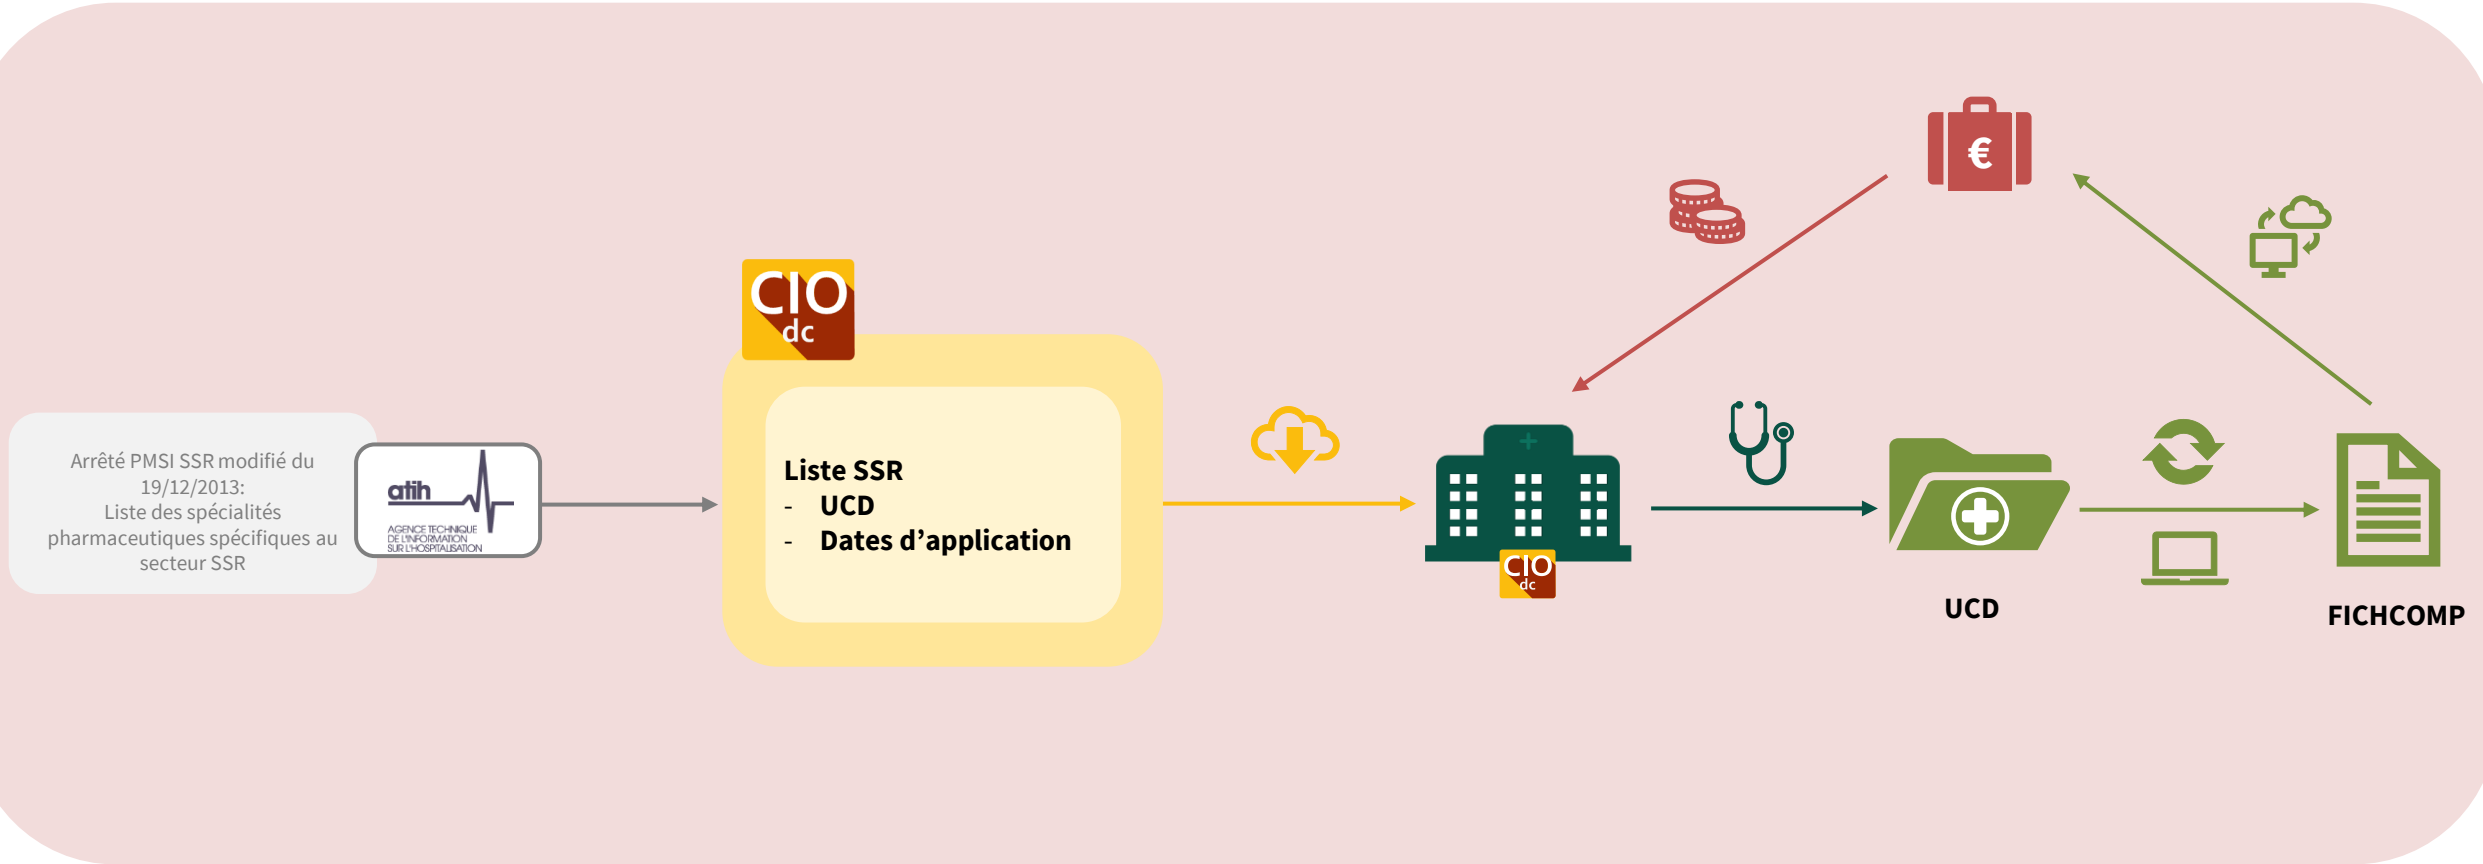 Arrêté PMSI SSR modifié du
19/12/2013:
Liste des spécialités
pharmaceutiques spécifiques au
secteur SSR
atih
AGENCE TECHNIQUE
DE L'INFORMATION
SUR L'HOSPITALISATION
CIO
dc
Liste SSR
- UCD
- Dates d'application
€
CIO
dc
UCD
FICHCOMP